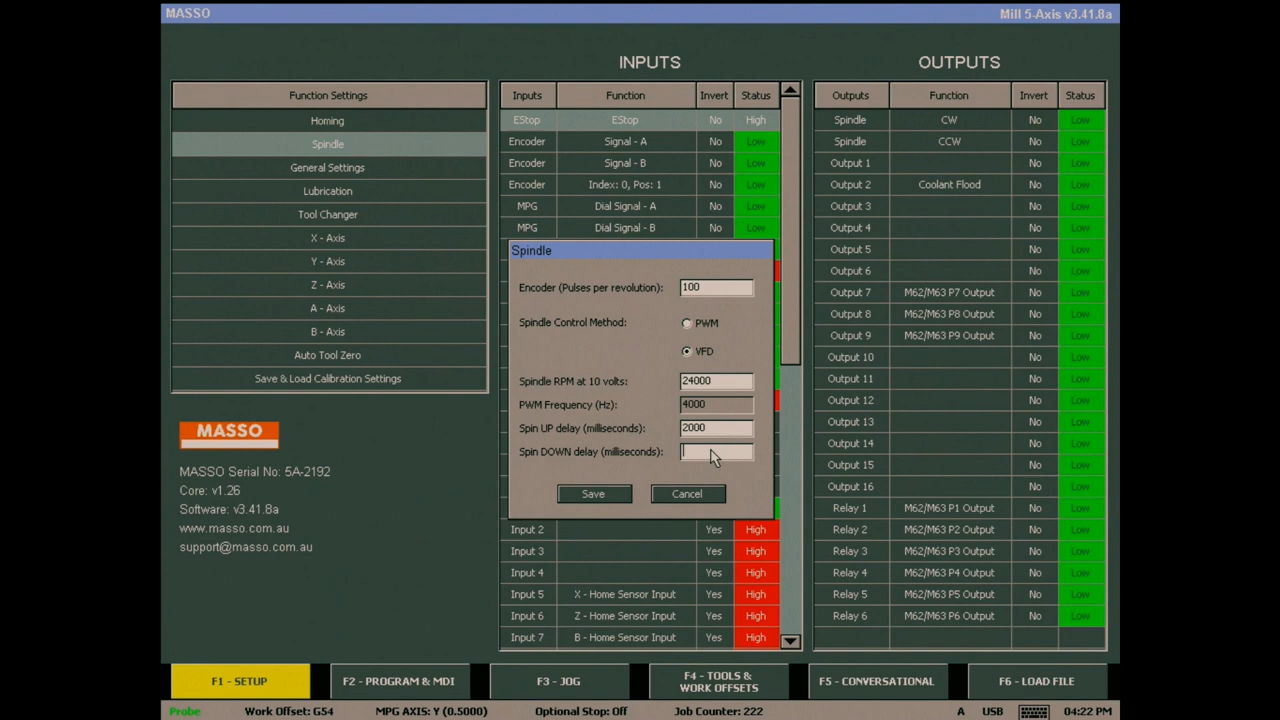 MASSO
Mill 5-Axis v3.41.8a
INPUTS
OUTPUTS
Function Settings
Homing
Spindle
General Settings
Lubrication
Tool Changer
X - Axis
Y - Axis
Z - Axis
A - Axis
B - Axis
Auto Tool Zero
Save & Load Calibration Settings
MASSO
MASSO Serial No: 5A-2192
Core: v1.26
Software: v3.41.8a
www.masso.com.au
support@masso.com.au
Inputs Function Invert Status
EStop EStop No High
Encoder Signal - A No Low
Encoder Signal - B No Low
Encoder Index: 0, Pos: 1 No Low
MPG Dial Signal - A No Low
MPG Dial Signal - B No Low
Spindle
Encoder (Pulses per revolution): 100
Spindle Control Method: PWM
VFD
Spindle RPM at 10 volts: 24000
PWM Frequency (Hz): 4000
Spin UP delay (milliseconds): 2000
Spin DOWN delay (milliseconds):
Save Cancel
Input 2 Yes High
Input 3 Yes High
Input 4 Yes High
Input 5 X - Home Sensor Input Yes High
Input 6 Z - Home Sensor Input Yes High
Input 7 B - Home Sensor Input Yes High
Outputs Function Invert Status
Spindle CW No Low
Spindle CCW No Low
Output 1 No Low
Output 2 Coolant Flood No Low
Output 3 No Low
Output 4 No Low
Output 5 No Low
Output 6 No Low
Output 7 M62/M63 P7 Output No Low
Output 8 M62/M63 P8 Output No Low
Output 9 M62/M63 P9 Output No Low
Output 10 No Low
Output 11 No Low
Output 12 No Low
Output 13 No Low
Output 14 No Low
Output 15 No Low
Output 16 No Low
Relay 1 M62/M63 P1 Output No Low
Relay 2 M62/M63 P2 Output No Low
Relay 3 M62/M63 P3 Output No Low
Relay 4 M62/M63 P4 Output No Low
Relay 5 M62/M63 P5 Output No Low
Relay 6 M62/M63 P6 Output No Low
F1 - SETUP
F2 - PROGRAM & MDI
F3 - JOG
F4 - TOOLS &
WORK OFFSETS
F5 - CONVERSATIONAL
F6 - LOAD FILE
Probe Work Offset: G54 MPG AXIS: Y (0.5000) Optional Stop: Off Job Counter: 222 A USB 04:22 PM